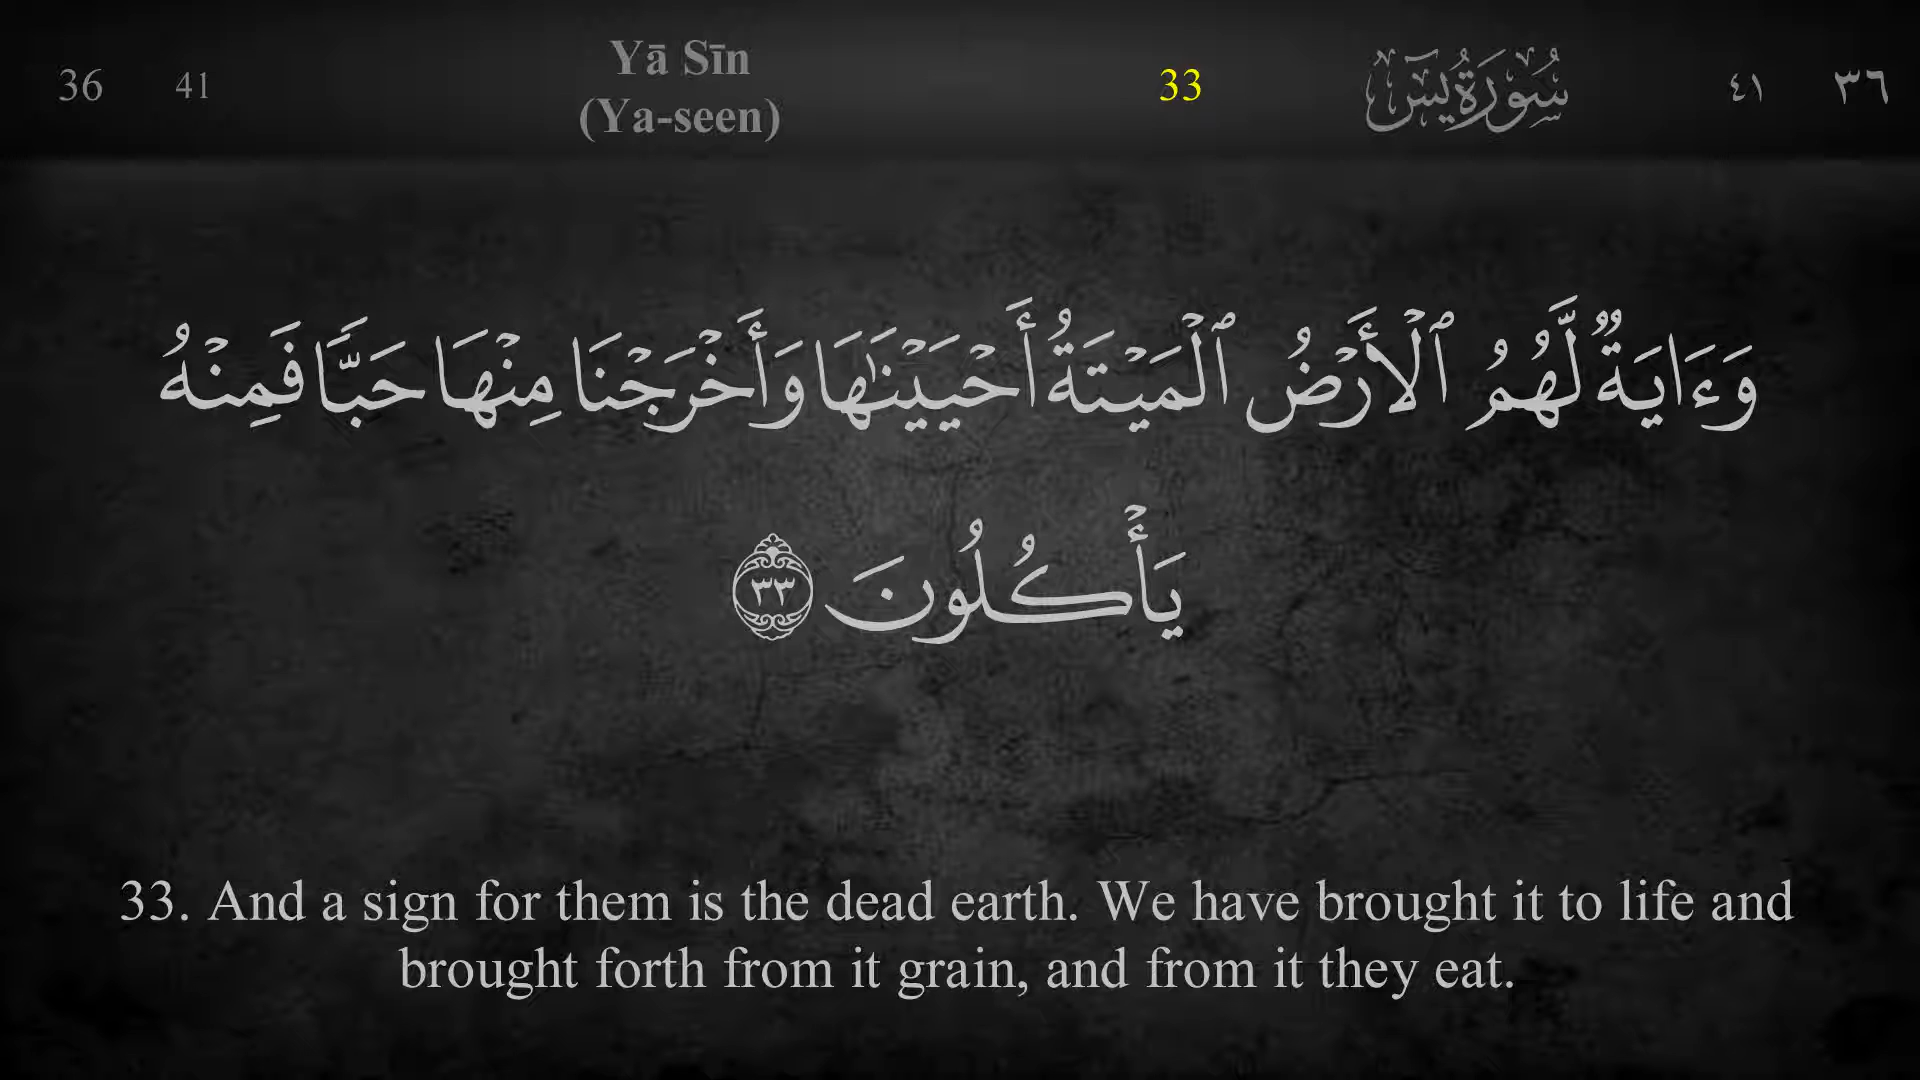 36 41 Yā Sīn 33 سُورَةُ يسٓ ٤١ ٣٦
(Ya-seen)
وَءَايَةٌ لَّهُمُ ٱلْأَرْضُ ٱلْمَيْتَةُ أَحْيَيْنَـٰهَا وَأَخْرَجْنَا مِنْهَا حَبًّا فَمِنْهُ
يَأْكُلُونَ ٣٣
33. And a sign for them is the dead earth. We have brought it to life and
brought forth from it grain, and from it they eat.